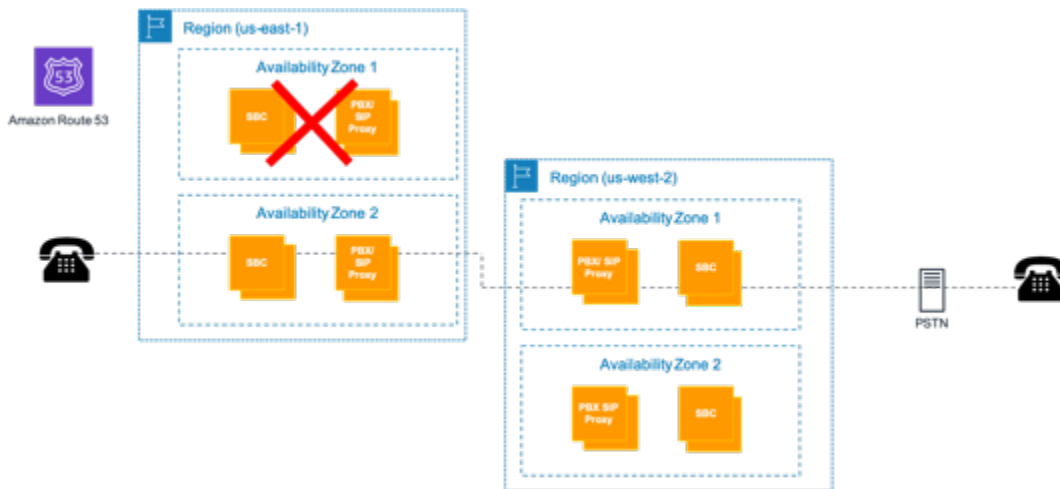 Region (us-east-1)
Availability Zone 1
53
SBC
PBX/
SIP
Proxy
Amazon Route 53
Availability Zone 2
SBC
PBX/
SIP
Proxy
Region (us-west-2)
Availability Zone 1
PBX/ SIP
Proxy
SBC
PSTN
Availability Zone 2
PBX SIP
Proxy
SBC